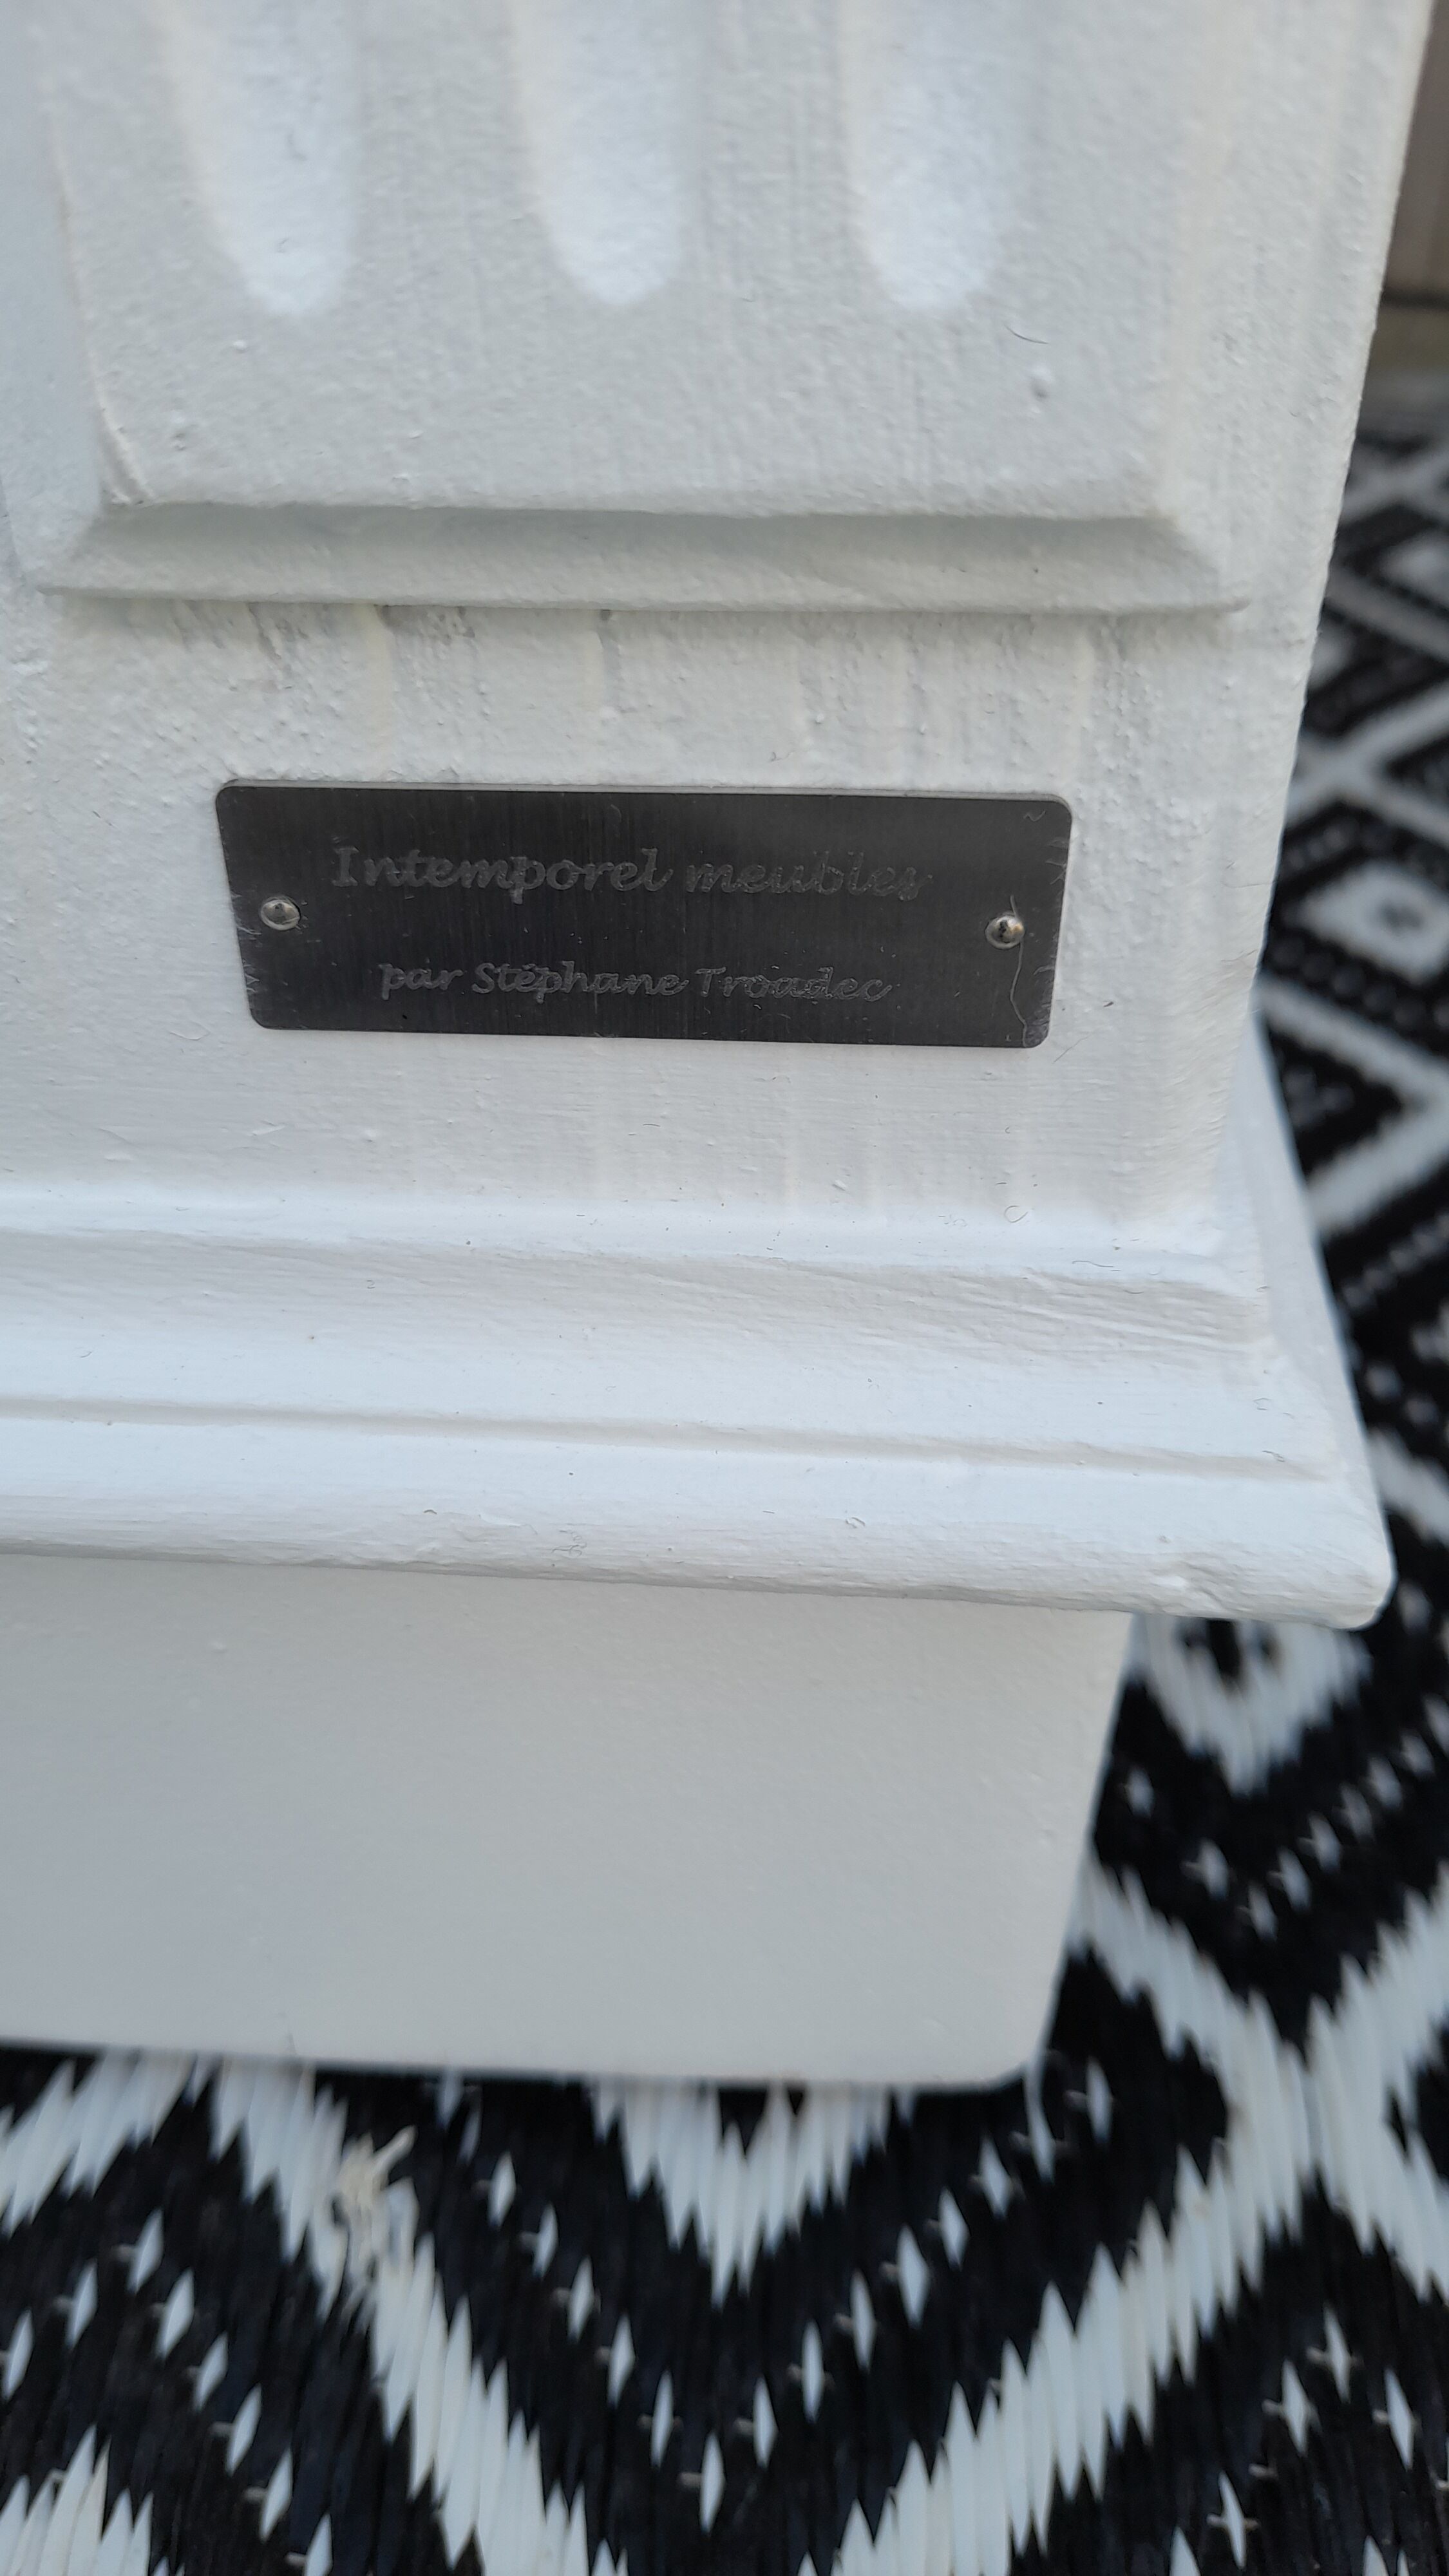 Intemporel meubles
par Stéphane Troadec